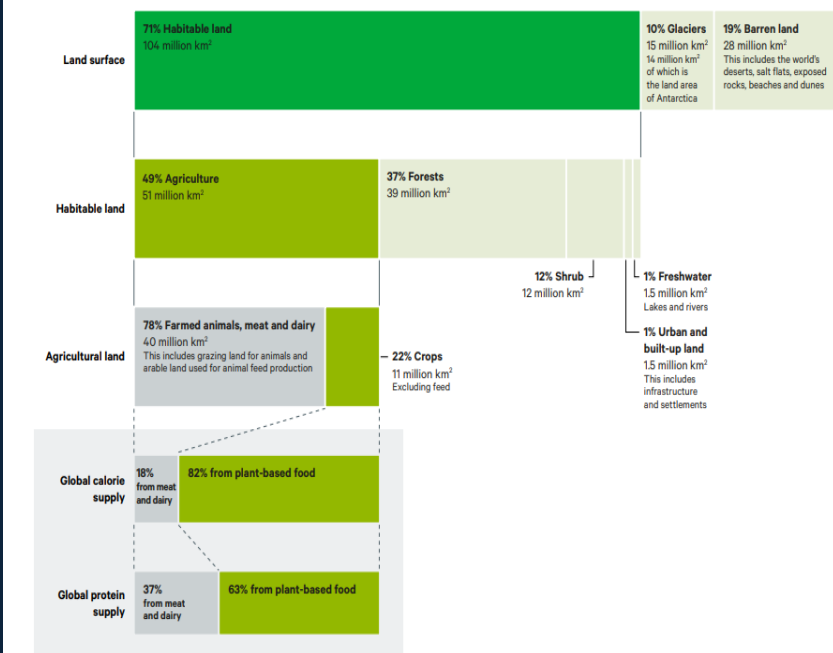 Land surface
71% Habitable land
104 million km²
10% Glaciers
15 million km²
14 million km²
of which is
the land area
of Antarctica
19% Barren land
28 million km²
This includes the world's
deserts, salt flats, exposed
rocks, beaches and dunes
Habitable land
49% Agriculture
51 million km²
37% Forests
39 million km²
12% Shrub
12 million km²
1% Freshwater
1.5 million km²
Lakes and rivers
1% Urban and
built-up land
1.5 million km²
This includes
infrastructure
and settlements
Agricultural land
78% Farmed animals, meat and dairy
40 million km²
This includes grazing land for animals and
arable land used for animal feed production
22% Crops
11 million km²
Excluding feed
Global calorie
supply
18%
from meat
and dairy
82% from plant-based food
Global protein
supply
37%
from meat
and dairy
63% from plant-based food